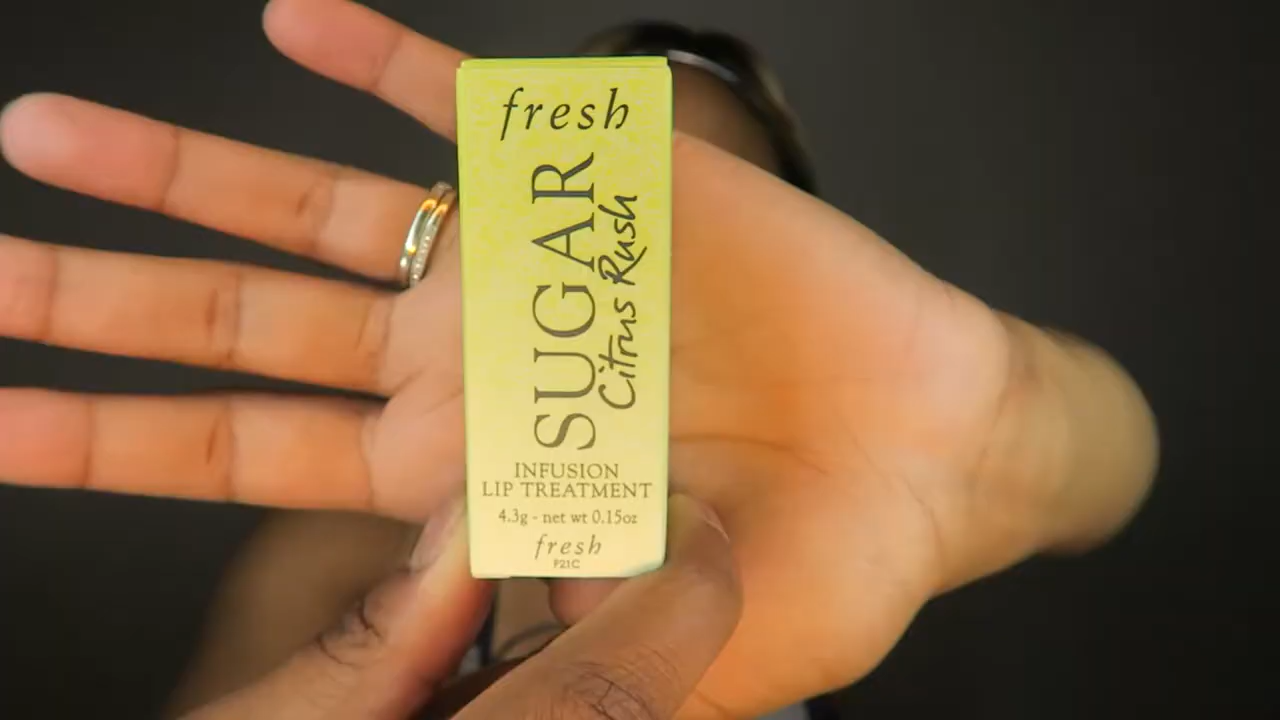 fresh
SUGAR
Citrus Rush
INFUSION
LIP TREATMENT
4.3g - net wt 0.15oz
fresh
P21C